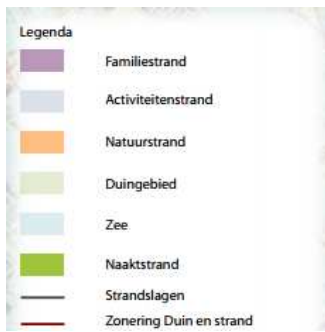 Legenda
Familiestrand
Activiteitenstrand
Natuurstrand
Duingebied
Zee
Naaktstrand
Strandslagen
Zonering Duin en strand